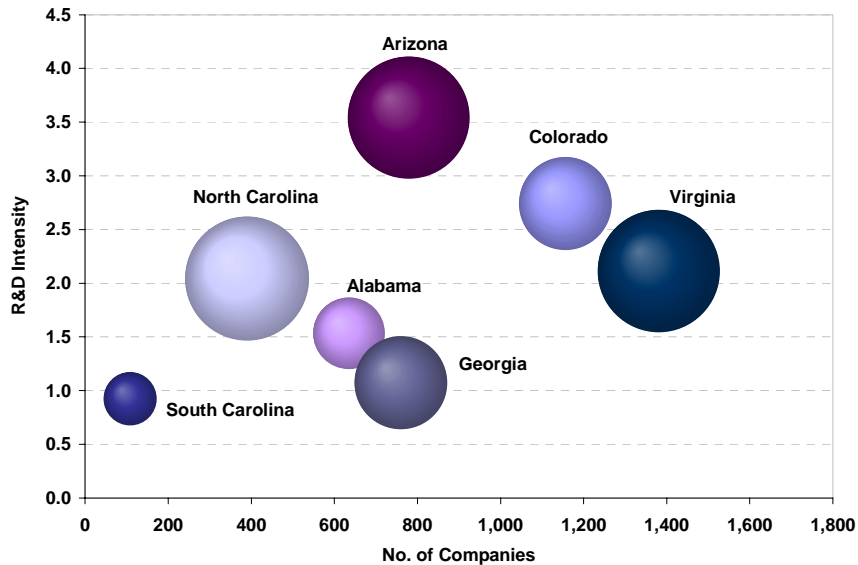 4.5
4.0
3.5
3.0
2.5
2.0
1.5
1.0
0.5
0.0
R&D Intensity
Arizona
Colorado
North Carolina
Virginia
Alabama
Georgia
South Carolina
0 200 400 600 800 1,000 1,200 1,400 1,600 1,800
No. of Companies